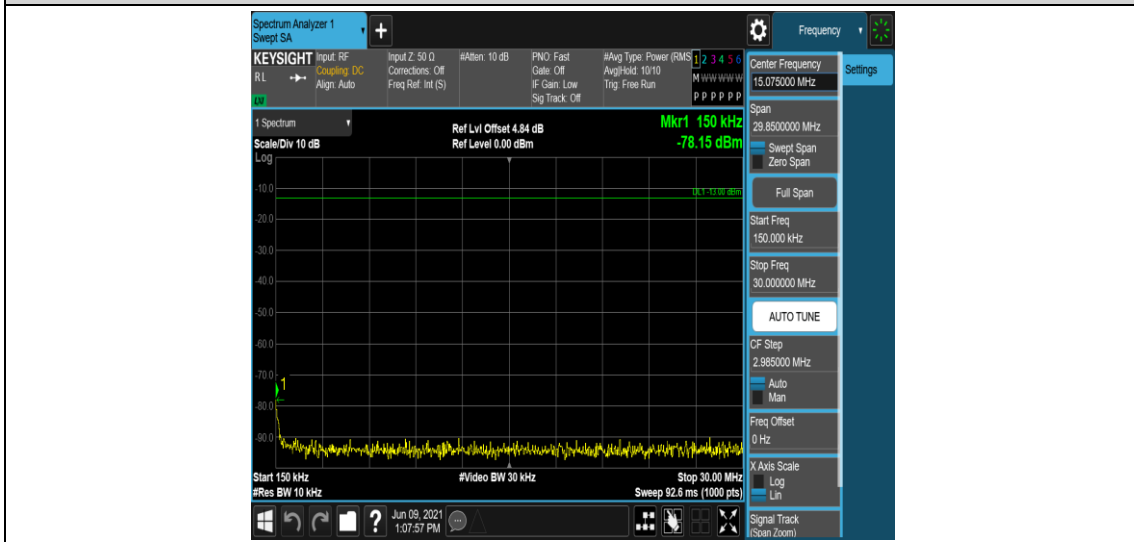 Spectrum Analyzer 1
Swept SA
+
Frequency
KEYSIGHT
RL
LXI
Input: RF
Coupling: DC
Align: Auto
Input Z: 50 Ω
Corrections: Off
Freq Ref: Int (S)
#Atten: 10 dB
PNO: Fast
Gate: Off
IF Gain: Low
Sig Track: Off
#Avg Type: Power (RMS
Avg|Hold: 10/10
Trig: Free Run
1 2 3 4 5 6
M W W W W W
P P P P P P
1 Spectrum
Scale/Div 10 dB
Log
Ref Lvl Offset 4.84 dB
Ref Level 0.00 dBm
Mkr1 150 kHz
-78.15 dBm
-10.0
DL1 -13.00 dBm
-20.0
-30.0
-40.0
-50.0
-60.0
-70.0
1
-80.0
-90.0
Start 150 kHz
#Video BW 30 kHz
Stop 30.00 MHz
#Res BW 10 kHz
Sweep 92.6 ms (1000 pts)
Center Frequency
15.075000 MHz
Settings
Span
29.8500000 MHz
Swept Span
Zero Span
Full Span
Start Freq
150.000 kHz
Stop Freq
30.000000 MHz
AUTO TUNE
CF Step
2.985000 MHz
Auto
Man
Freq Offset
0 Hz
X Axis Scale
Log
Lin
Signal Track
(Span Zoom)
?
Jun 09, 2021
1:07:57 PM